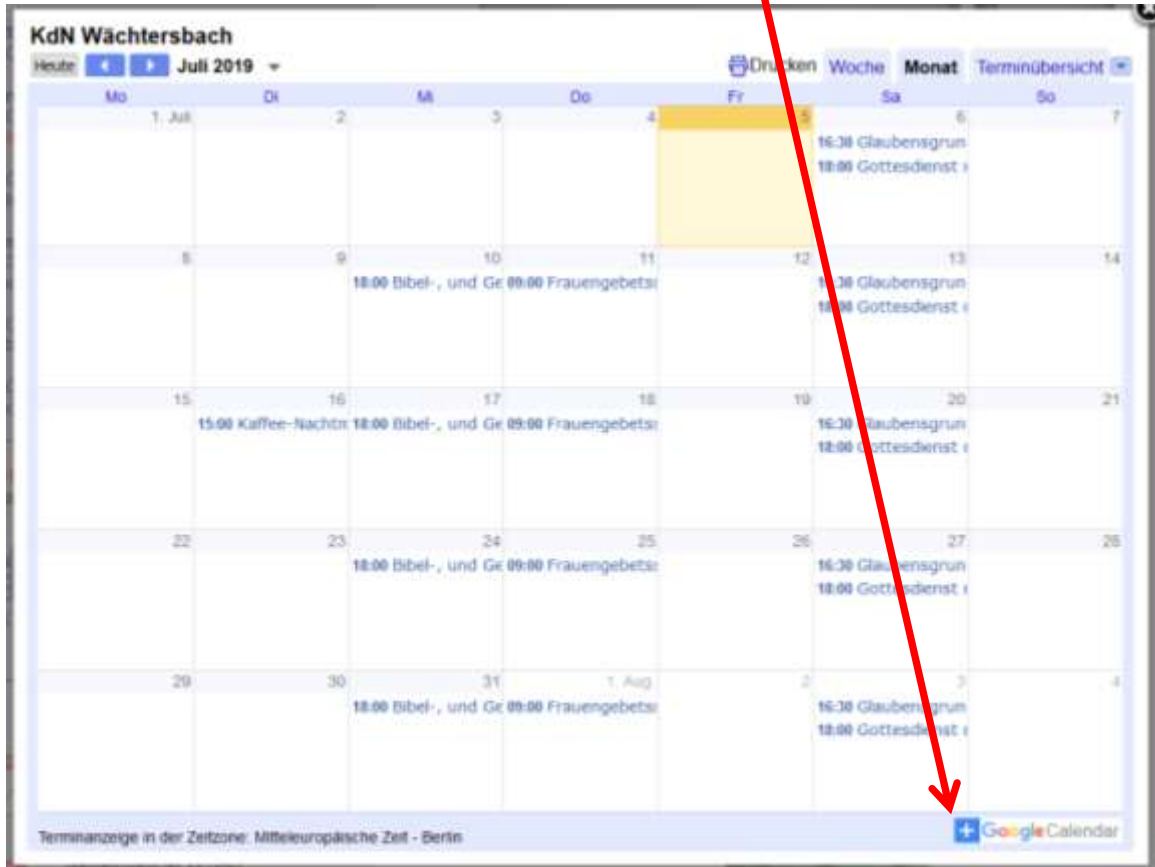 KdN Wächtersbach
Heute Juli 2019 Drucken Woche Monat Terminübersicht
Mo Di Mi Do Fr Sa So
1. Juli 2 3 4 5 6 7
16:30 Glaubensgrun
18:00 Gottesdienst
8 9 10 11 12 13 14
18:00 Bibel-, und Ge 09:00 Frauengebets 16:30 Glaubensgrun
18:00 Gottesdienst
15 16 17 18 19 20 21
15:00 Kaffee-Nachm 18:00 Bibel-, und Ge 09:00 Frauengebets 16:30 Glaubensgrun
18:00 Gottesdienst
22 23 24 25 26 27 28
18:00 Bibel-, und Ge 09:00 Frauengebets 16:30 Glaubensgrun
18:00 Gottesdienst
29 30 31 1. Aug 2 3 4
18:00 Bibel-, und Ge 09:00 Frauengebets 16:30 Glaubensgrun
18:00 Gottesdienst
Terminanzeige in der Zeitzone: Mitteleuropäische Zeit - Berlin
+ Google Calendar